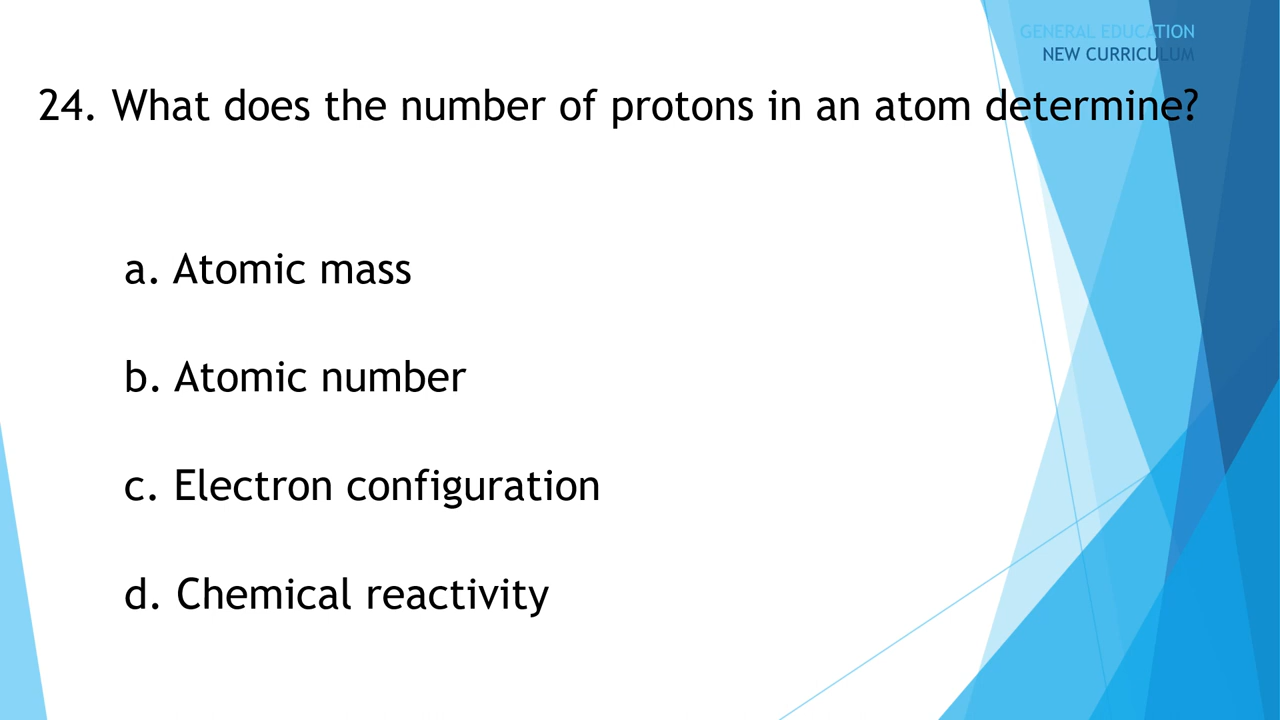 GENERAL EDUCATION
NEW CURRICULUM
24. What does the number of protons in an atom determine?
a. Atomic mass
b. Atomic number
c. Electron configuration
d. Chemical reactivity